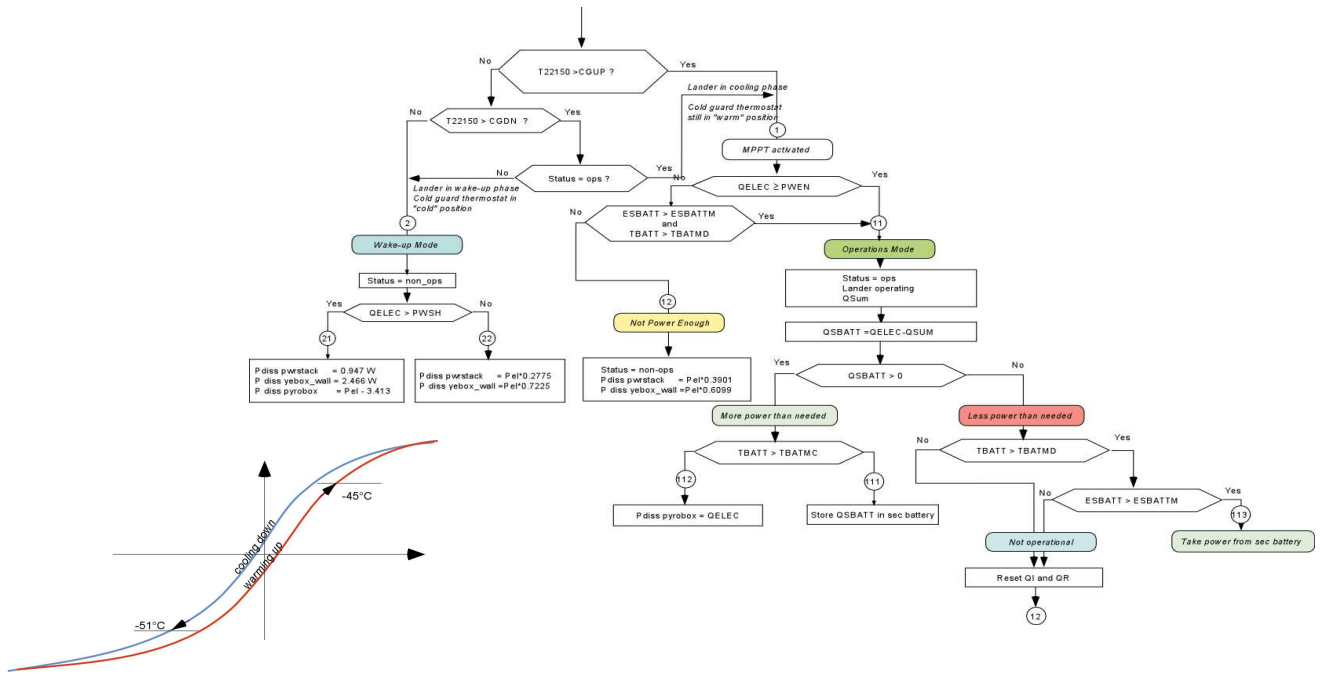 T22150 >CGUP ?
No
Yes
Lander in cooling phase
Cold guard thermostat
still in "warm" position
T22150 > CGDN ?
No
Yes
1
MPPT activated
Status = ops ?
No
Yes
Lander in wake-up phase
Cold guard thermostat in
"cold" position
QELEC ≥ PWEN
No
Yes
ESBATT > ESBATTM
and
TBATT > TBATMD
No
Yes
2
11
Wake-up Mode
Operations Mode
Status = non_ops
Status = ops
Lander operating
QSum
QELEC > PWSH
Yes
No
12
Not Power Enough
QSBATT =QELEC-QSUM
21
22
Pdiss pwrstack = 0.947 W
P diss yebox_wall = 2.466 W
P diss pyrobox = Pel - 3.413
Pdiss pwrstack = Pel*0.2775
P diss yebox_wall =Pel*0.7225
Status = non-ops
Pdiss pwrstack = Pel*0.3901
P diss yebox_wall =Pel*0.6099
QSBATT > 0
Yes
No
More power than needed
Less power than needed
TBATT > TBATMC
TBATT > TBATMD
No
Yes
112
111
Pdiss pyrobox = QELEC
Store QSBATT in sec battery
ESBATT > ESBATTM
No
Yes
113
Not operational
Take power from sec battery
Reset QI and QR
12
-45°C
cooling down
warming up
-51°C